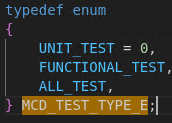 typedef enum
{
    UNIT_TEST = 0,
    FUNCTIONAL_TEST,
    ALL_TEST,
} MCD_TEST_TYPE_E;